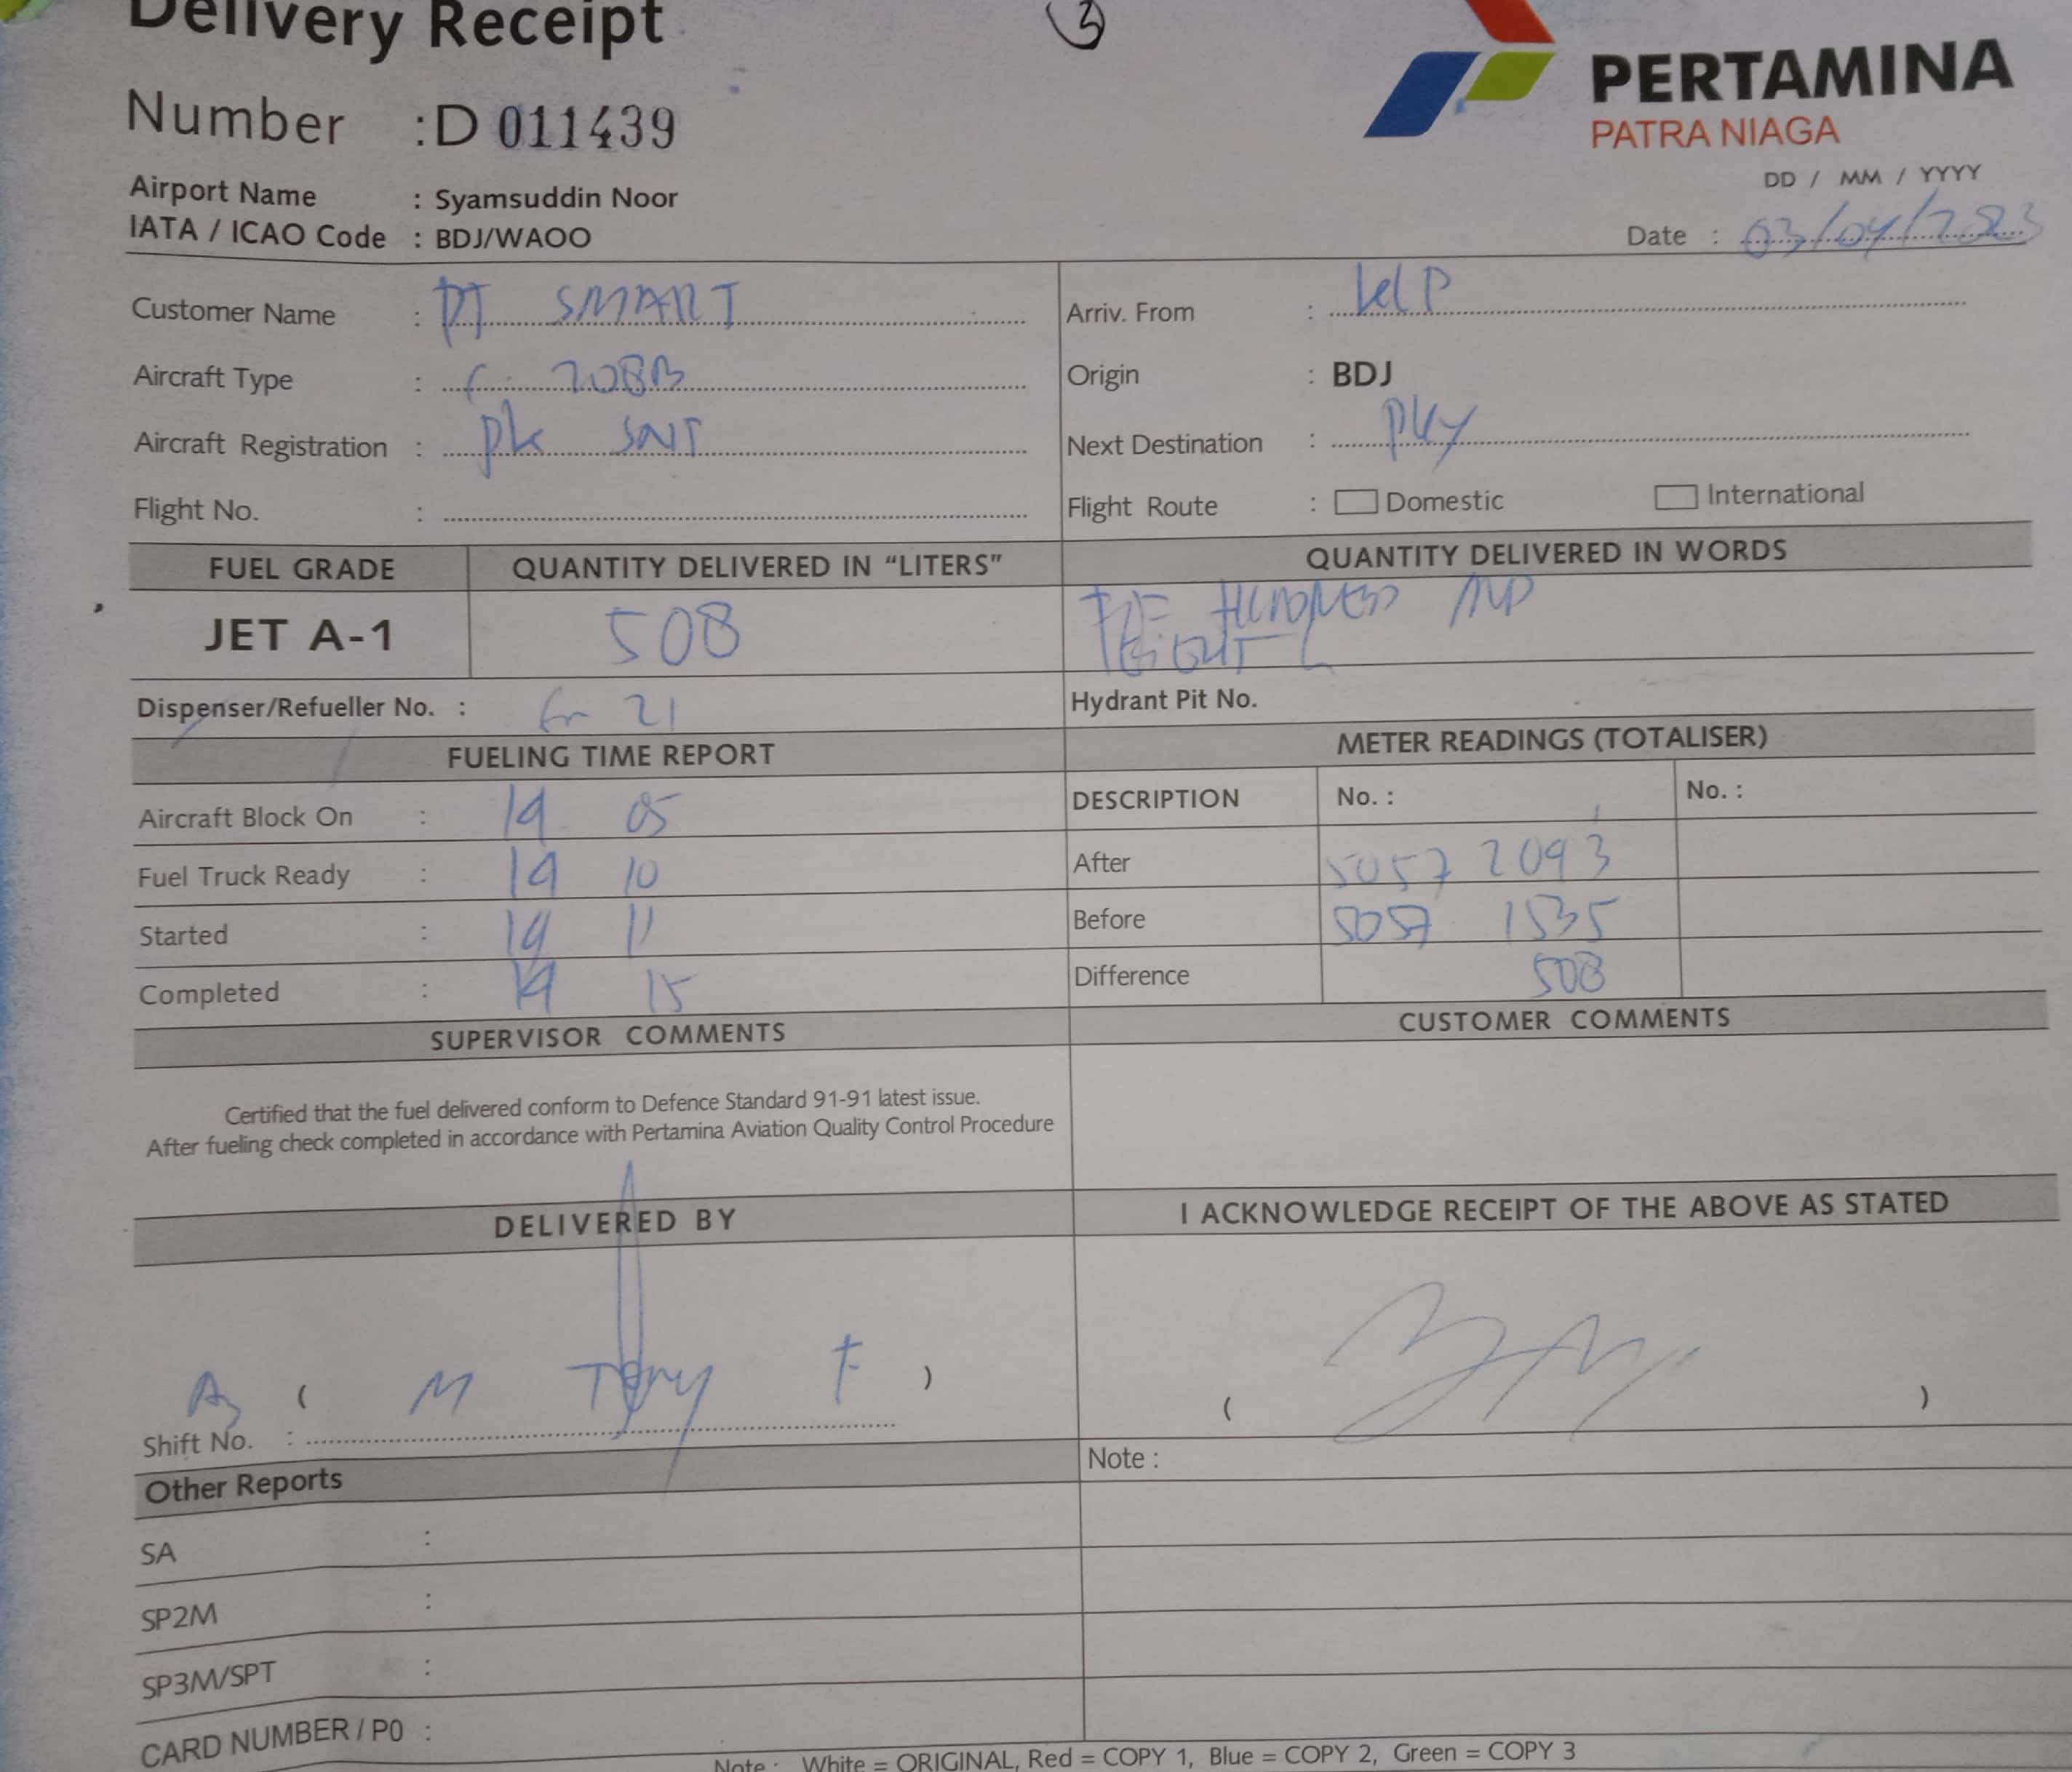 Delivery Receipt
3
PERTAMINA
PATRA NIAGA
Number : D 011439
Airport Name : Syamsuddin Noor
IATA / ICAO Code : BDJ/WAOO
DD / MM / YYYY
Date : 03/04/2023
Customer Name : PT SMART
Arriv. From :
Aircraft Type : C 208B
Origin : BDJ
Aircraft Registration : PK SNT
Next Destination : PKY
Flight No. :
Flight Route : Domestic International
FUEL GRADE QUANTITY DELIVERED IN “LITERS” QUANTITY DELIVERED IN WORDS
JET A-1 508 HUNDRED AND
EIGHT L
Dispenser/Refueller No. : 21
Hydrant Pit No.
FUELING TIME REPORT
METER READINGS (TOTALISER)
DESCRIPTION No. : No. :
Aircraft Block On : 14 05
Fuel Truck Ready : 14 10
Started : 14 11
Completed : 14 15
After 5057 2093
Before 5057 1535
Difference 508
SUPERVISOR COMMENTS
CUSTOMER COMMENTS
Certified that the fuel delivered conform to Defence Standard 91-91 latest issue.
After fueling check completed in accordance with Pertamina Aviation Quality Control Procedure
DELIVERED BY
I ACKNOWLEDGE RECEIPT OF THE ABOVE AS STATED
( M F )
( )
Shift No. :
Note :
Other Reports
SA :
SP2M :
SP3M/SPT :
CARD NUMBER / P0 :
Note : White = ORIGINAL, Red = COPY 1, Blue = COPY 2, Green = COPY 3